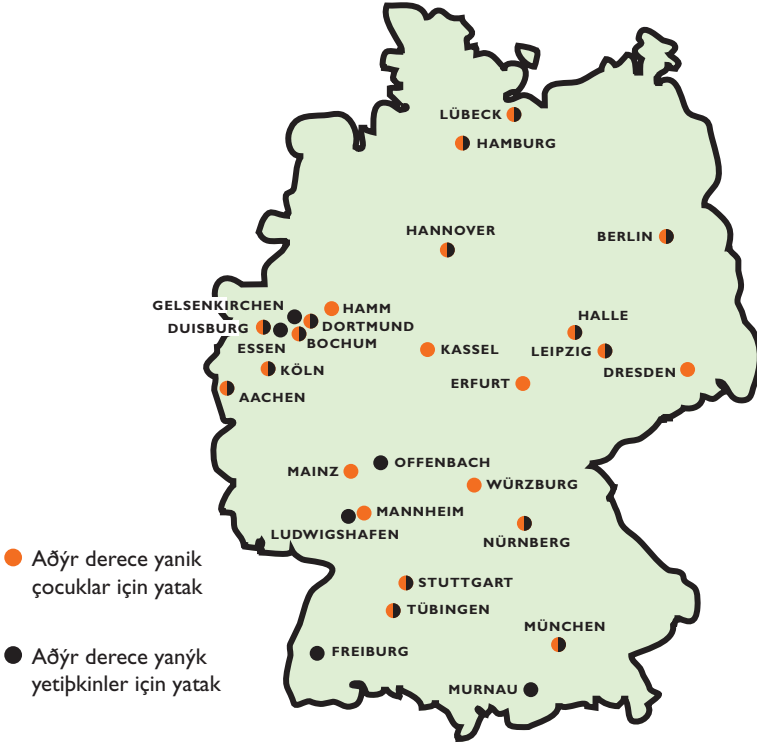 LÜBECK
HAMBURG
HANNOVER
BERLIN
GELSENKIRCHEN
HAMM
DUISBURG
DORTMUND
HALLE
ESSEN
BOCHUM
KASSEL
LEIPZIG
KÖLN
DRESDEN
ERFURT
AACHEN
OFFENBACH
MAINZ
WÜRZBURG
MANNHEIM
LUDWIGSHAFEN
NÜRNBERG
Aðýr derece yanik
çocuklar için yatak
STUTTGART
TÜBINGEN
MÜNCHEN
FREIBURG
Aðýr derece yanýk
yetiþkinler için yatak
MURNAU